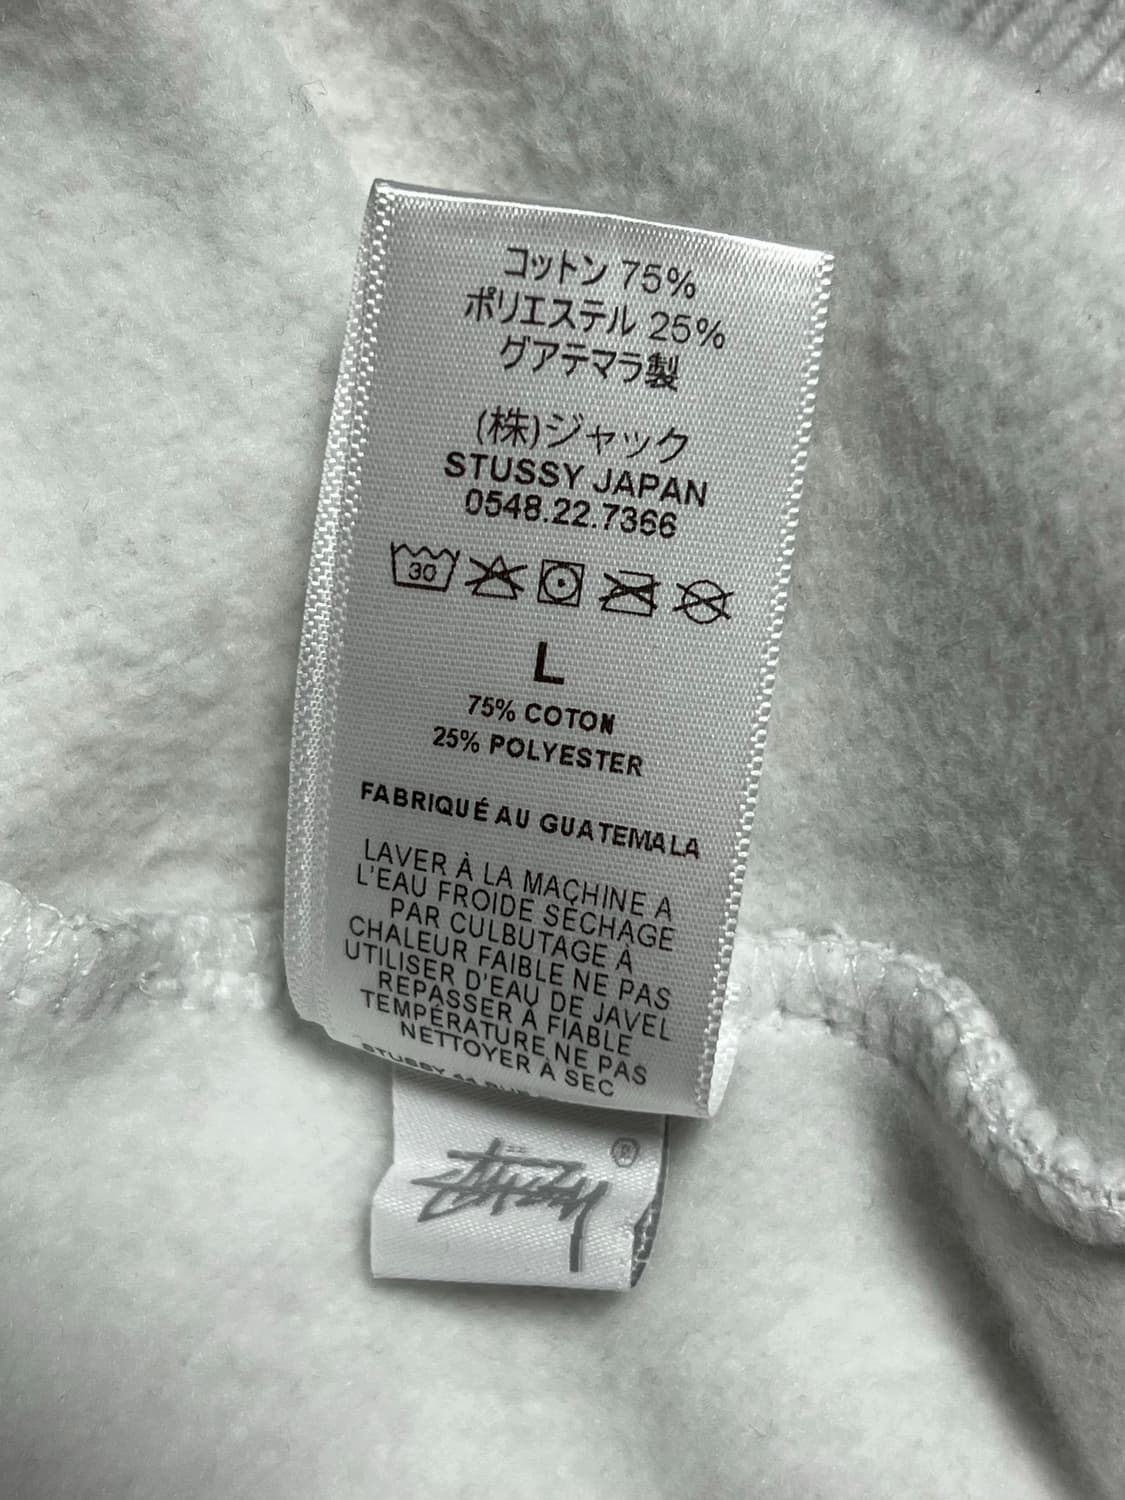 コットン 75%
ポリエステル 25%
グアテマラ製
(株)ジャック
STUSSY JAPAN
0548.22.7366
30
L
75% COTON
25% POLYESTER
FABRIQUÉ AU GUATEMALA
LAVER À LA MACHINE A
L'EAU FROIDE SÉCHAGE
PAR CULBUTAGE À
CHALEUR FAIBLE NE PAS
UTILISER D'EAU DE JAVEL
REPASSER À FIABLE
TEMPÉRATURE NE PAS
NETTOYER À SEC
STUSSY
Stüssy ®